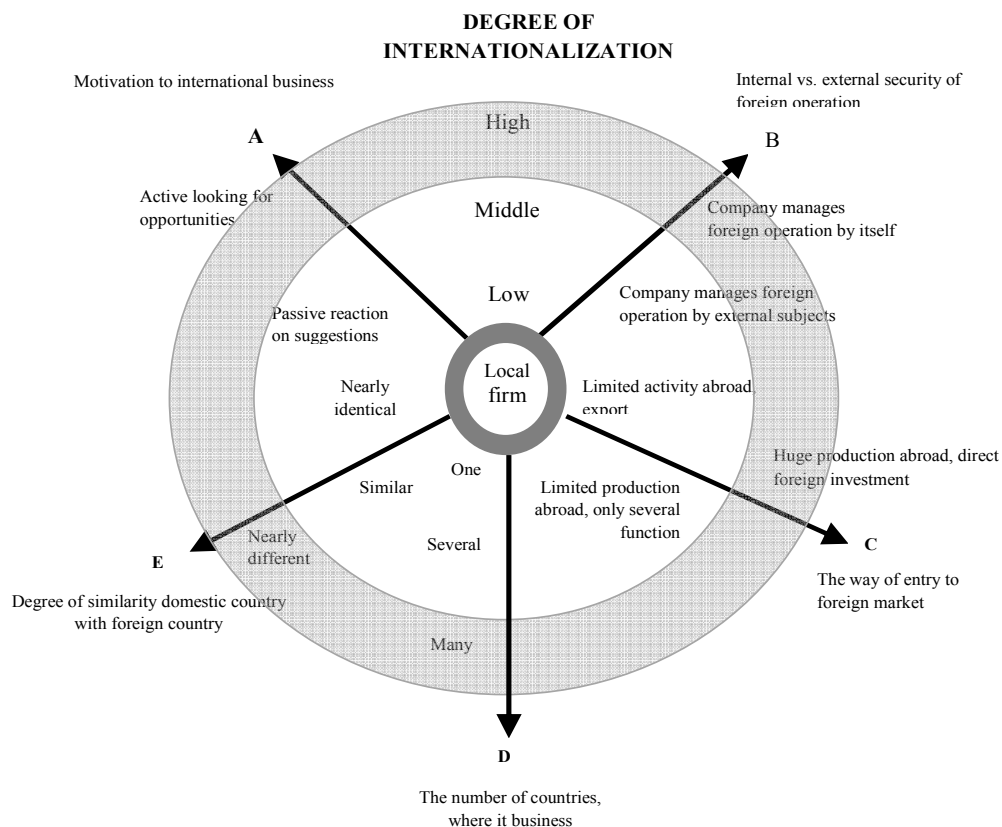 DEGREE OF
INTERNATIONALIZATION
Motivation to international business
Internal vs. external security of
foreign operation
High
A
B
Active looking for
opportunities
Middle
Company manages
foreign operation by itself
Low
Company manages foreign
operation by external subjects
Passive reaction
on suggestions
Local
firm
Nearly
identical
Limited activity abroad,
export
Huge production abroad, direct
foreign investment
One
Similar
Limited production
abroad, only several
function
Several
Nearly
different
E
C
Degree of similarity domestic country
with foreign country
The way of entry to
foreign market
Many
D
The number of countries,
where it business